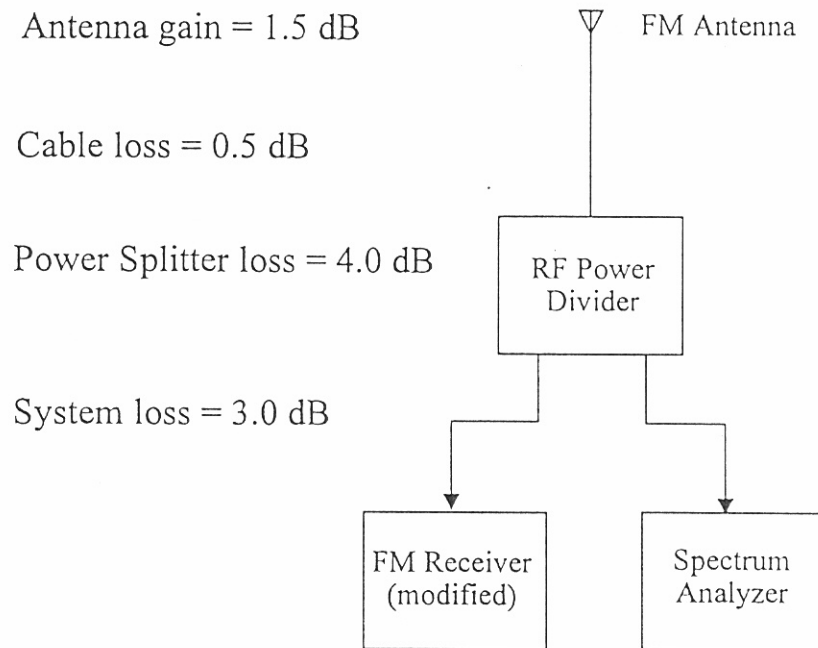 Antenna gain = 1.5 dB
FM Antenna
Cable loss = 0.5 dB
Power Splitter loss = 4.0 dB
RF Power
Divider
System loss = 3.0 dB
FM Receiver
(modified)
Spectrum
Analyzer